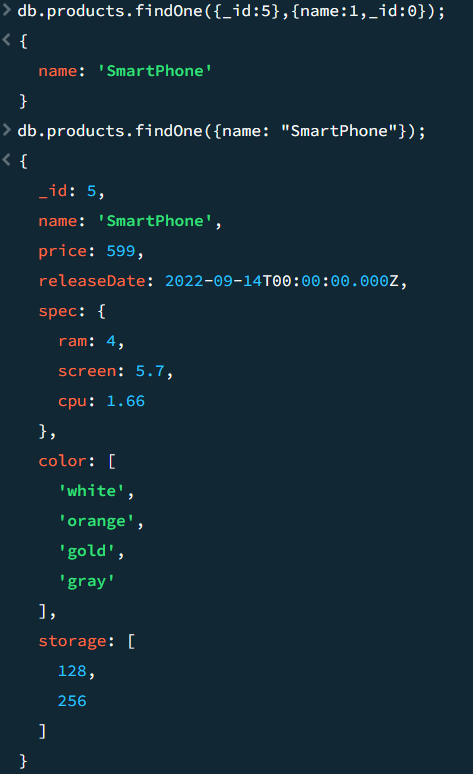 > db.products.findOne({_id:5},{name:1,_id:0});
< {
name: 'SmartPhone'
}
> db.products.findOne({name: "SmartPhone"});
< {
_id: 5,
name: 'SmartPhone',
price: 599,
releaseDate: 2022-09-14T00:00:00.000Z,
spec: {
ram: 4,
screen: 5.7,
cpu: 1.66
},
color: [
'white',
'orange',
'gold',
'gray'
],
storage: [
128,
256
]
}